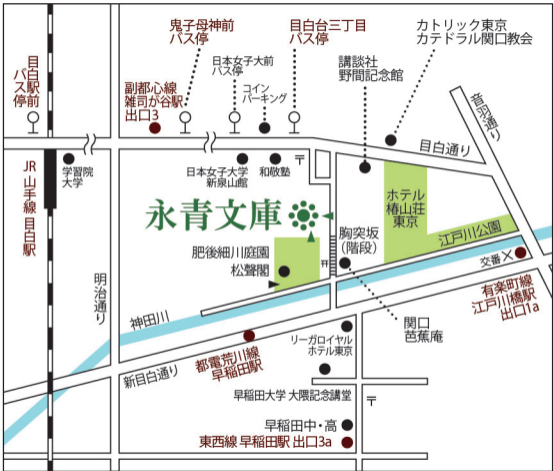 目白駅
バス停前
鬼子母神前
バス停
目白台三丁目
バス停
カトリック東京
カテドラル関口教会
日本女子大前
バス停
講談社
野間記念館
副都心線
雑司が谷駅
出口3
コイン
パーキング
音羽通り
目白通り
学習院
大学
日本女子大学
新泉山館
和敬塾
〒
JR 山手線 目白駅
ホテル
椿山荘
東京
永青文庫
胸突坂
(階段)
江戸川公園
肥後細川庭園
松聲閣
交番
明治通り
神田川
有楽町線
江戸川橋駅
出口1a
関口
芭蕉庵
都電荒川線
早稲田駅
リーガロイヤル
ホテル東京
新目白通り
早稲田大学 大隈記念講堂
〒
早稲田中・高
東西線 早稲田駅 出口3a